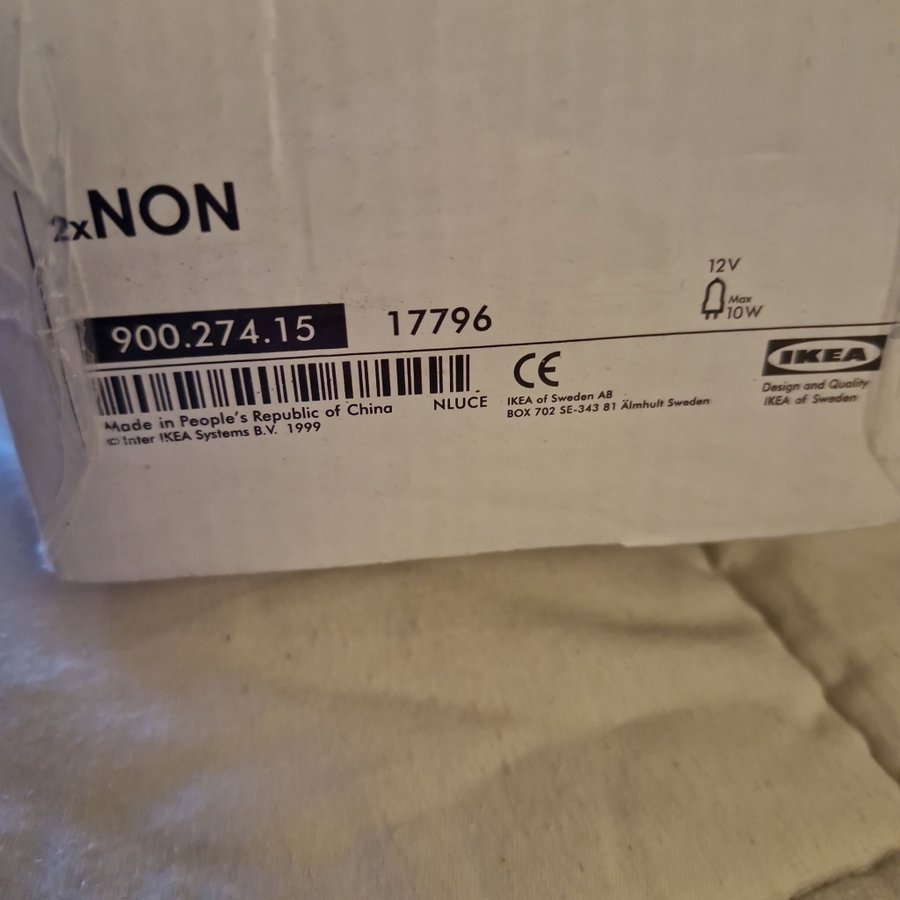 2xNON
12V
Max
10W
900.274.15 17796
IKEA
CE
NLUCE
Made in People's Republic of China
© Inter IKEA Systems B.V. 1999
IKEA of Sweden AB
BOX 702 SE-343 81 Älmhult Sweden
Design and Quality
IKEA of Sweden